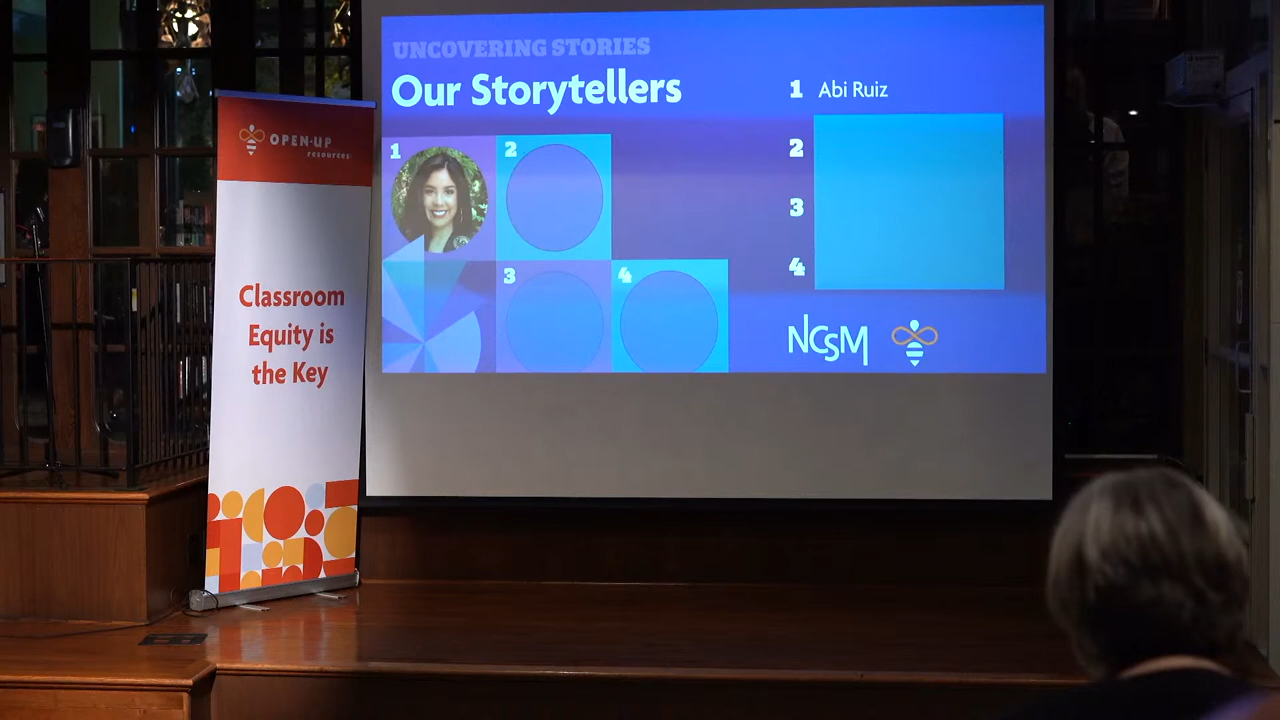 OPEN-UP
resources
Classroom
Equity is
the Key
UNCOVERING STORIES
Our Storytellers
1
2
3
4
1 Abi Ruiz
2
3
4
NCSM